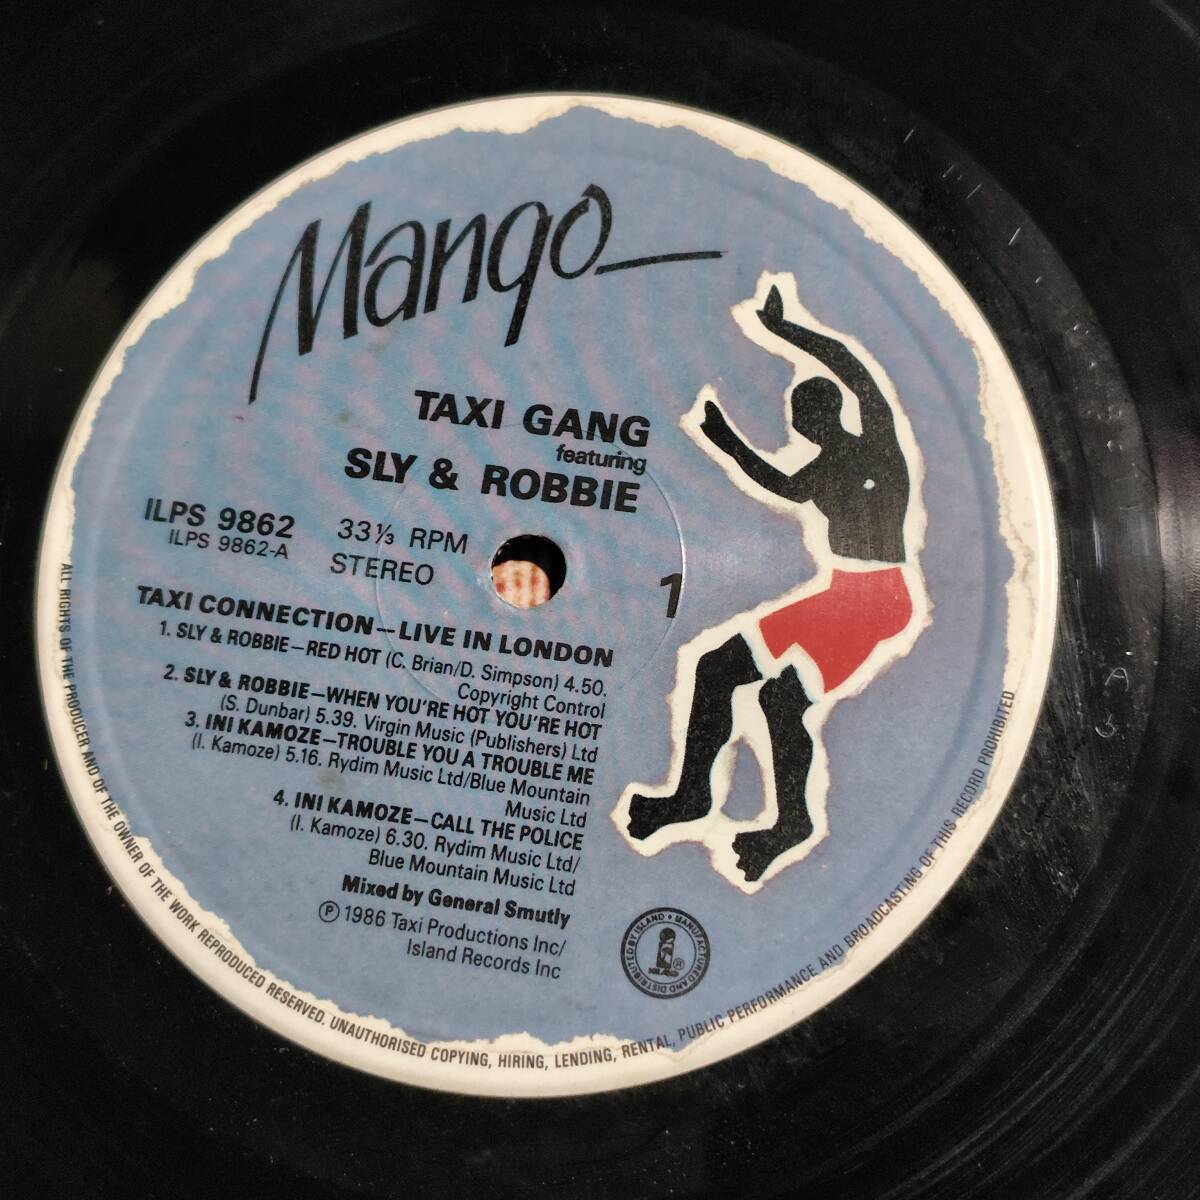 Mango
TAXI GANG
featuring
SLY & ROBBIE
ILPS 9862
ILPS 9862-A
33⅓ RPM
STEREO
1
TAXI CONNECTION—LIVE IN LONDON
1. SLY & ROBBIE—RED HOT (C. Brian/D. Simpson) 4.50.
Copyright Control
2. SLY & ROBBIE—WHEN YOU'RE HOT YOU'RE HOT
(S. Dunbar) 5.39. Virgin Music (Publishers) Ltd
3. INI KAMOZE—TROUBLE YOU A TROUBLE ME
(I. Kamoze) 5.16. Rydim Music Ltd/Blue Mountain
Music Ltd
4. INI KAMOZE—CALL THE POLICE
(I. Kamoze) 6.30. Rydim Music Ltd/
Blue Mountain Music Ltd
Mixed by General Smutly
℗ 1986 Taxi Productions Inc/
Island Records Inc
MANUFACTURED AND DISTRIBUTED BY ISLAND •
®
ALL RIGHTS OF THE PRODUCER AND OF THE OWNER OF THE WORK REPRODUCED RESERVED. UNAUTHORISED COPYING, HIRING, LENDING, RENTAL, PUBLIC PERFORMANCE AND BROADCASTING OF THIS RECORD PROHIBITED
A